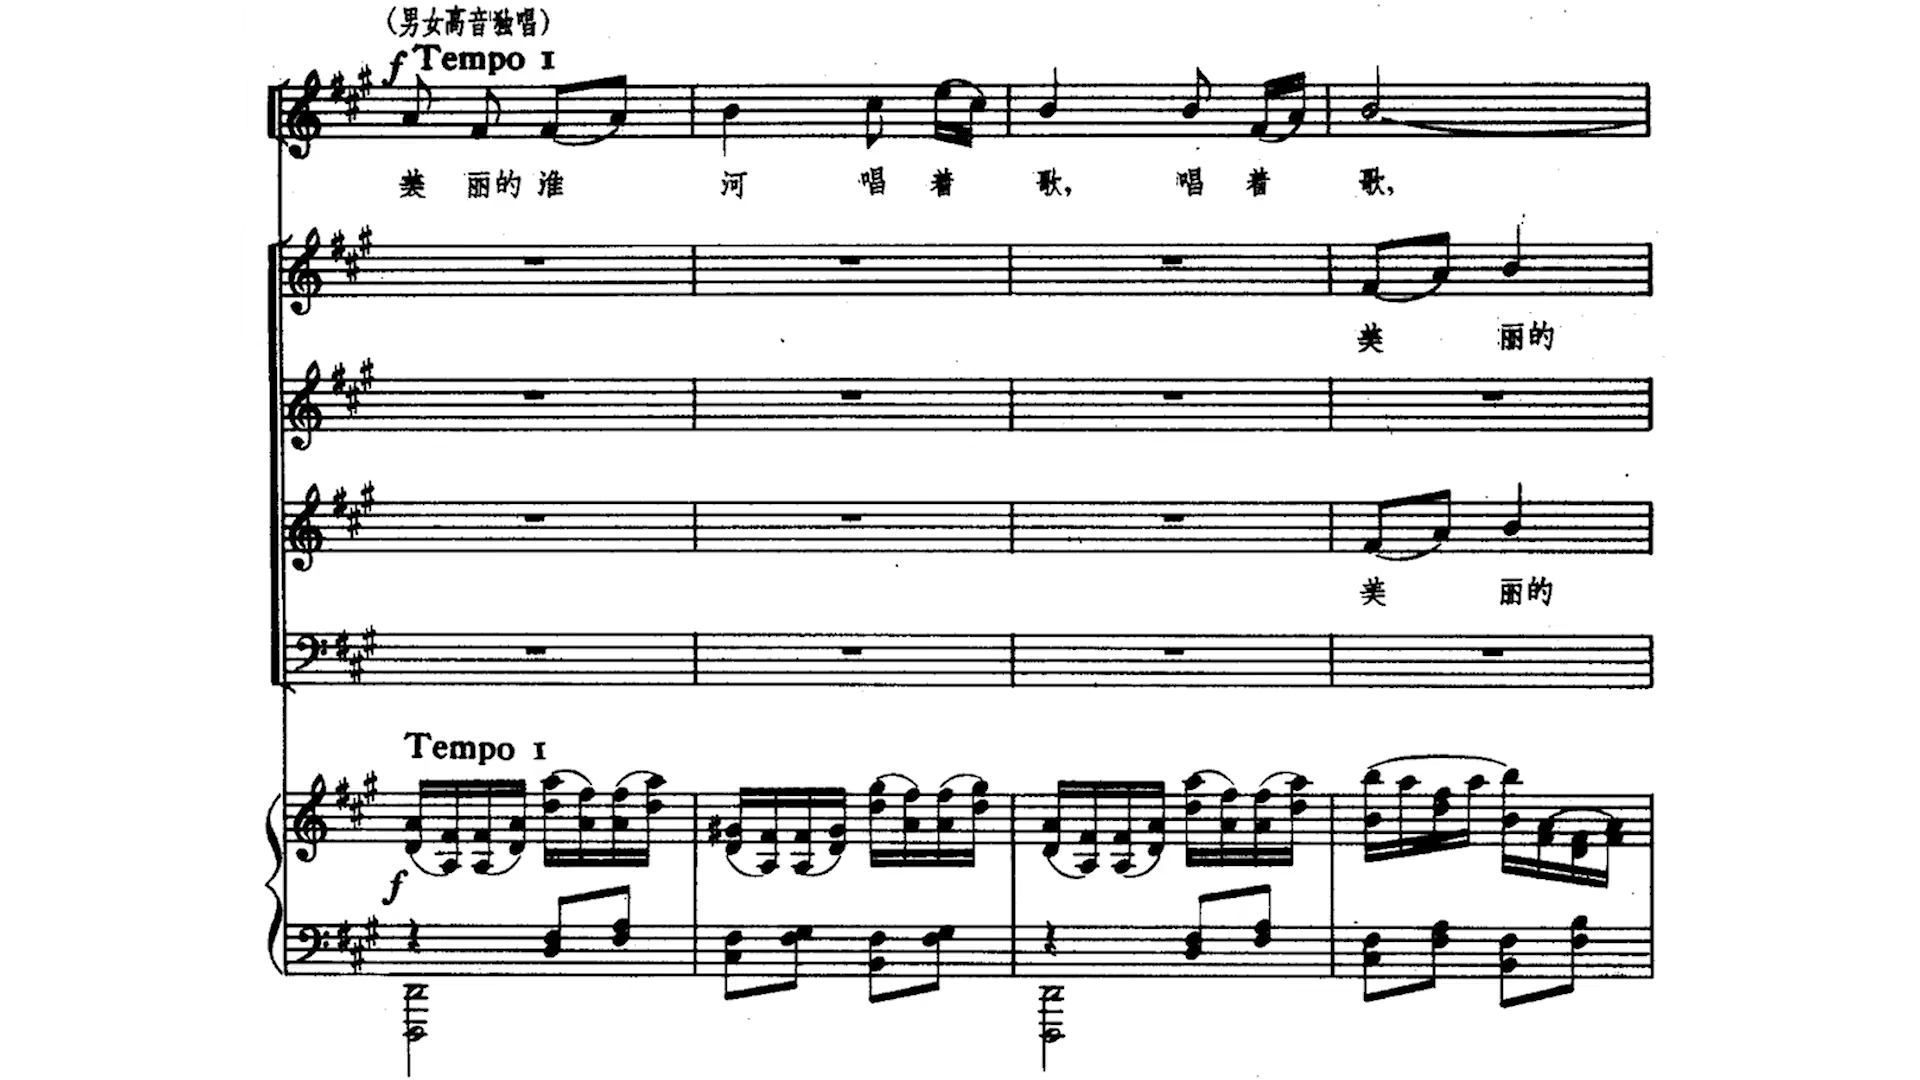 （男女高音独唱）
f Tempo I
美 丽的 淮 河 唱 着 歌， 唱 着 歌，
美 丽的
美 丽的
Tempo I
f